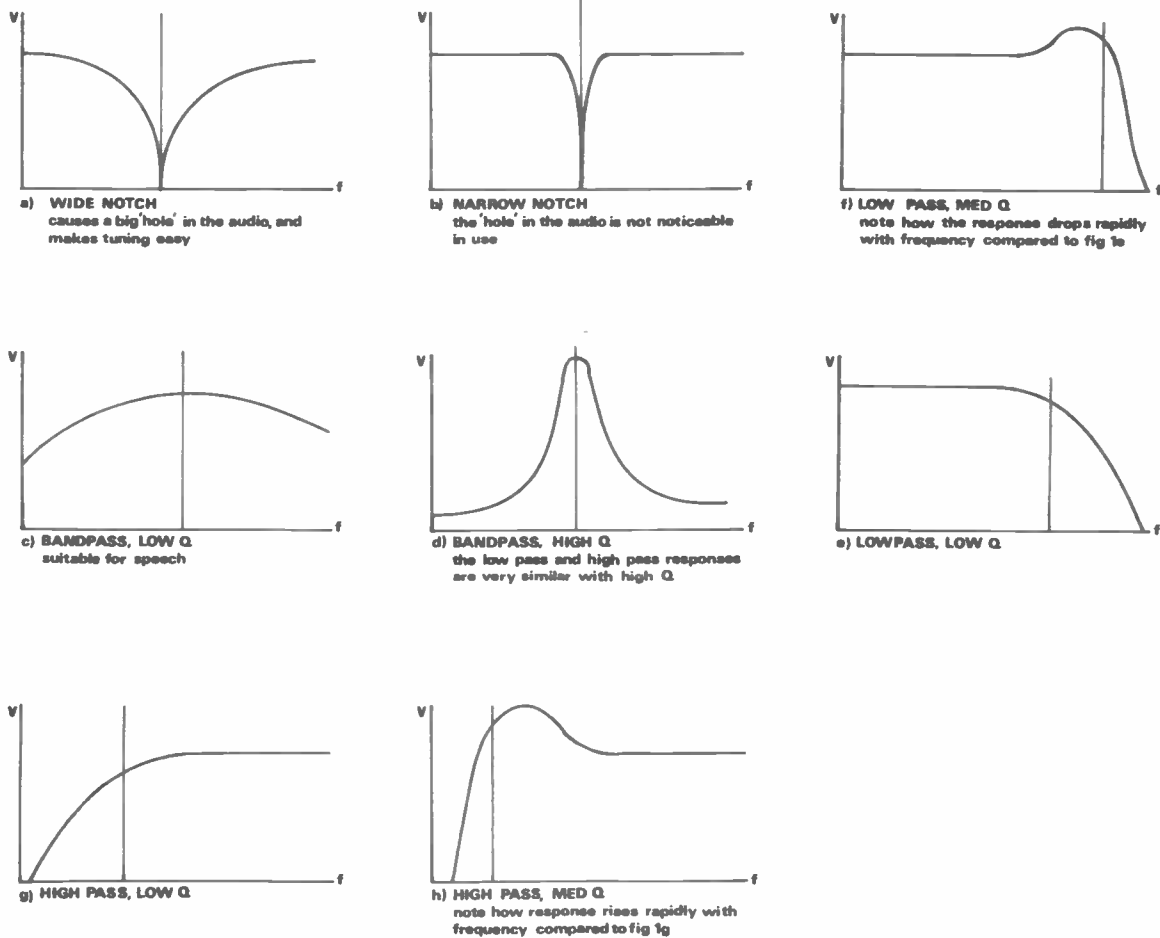 V
f
a) WIDE NOTCH
causes a big 'hole' in the audio, and
makes tuning easy
V
f
b) NARROW NOTCH
the 'hole' in the audio is not noticeable
in use
V
f
f) LOW PASS, MED Q
note how the response drops rapidly
with frequency compared to fig 1e
V
f
c) BANDPASS, LOW Q
suitable for speech
V
f
d) BANDPASS, HIGH Q
the low pass and high pass responses
are very similar with high Q
V
f
e) LOWPASS, LOW Q
V
f
g) HIGH PASS, LOW Q
V
f
h) HIGH PASS, MED Q
note how response rises rapidly with
frequency compared to fig 1g